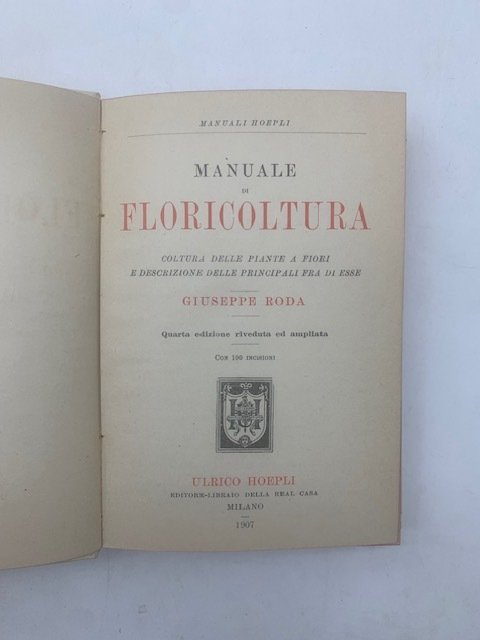 MANUALI HOEPLI
MANUALE
DI
FLORICOLTURA
COLTURA DELLE PIANTE A FIORI
E DESCRIZIONE DELLE PRINCIPALI FRA DI ESSE
GIUSEPPE RODA
Quarta edizione riveduta ed ampliata
CON 100 INCISIONI
ULRICO HOEPLI
EDITORE-LIBRAIO DELLA REAL CASA
MILANO
1907